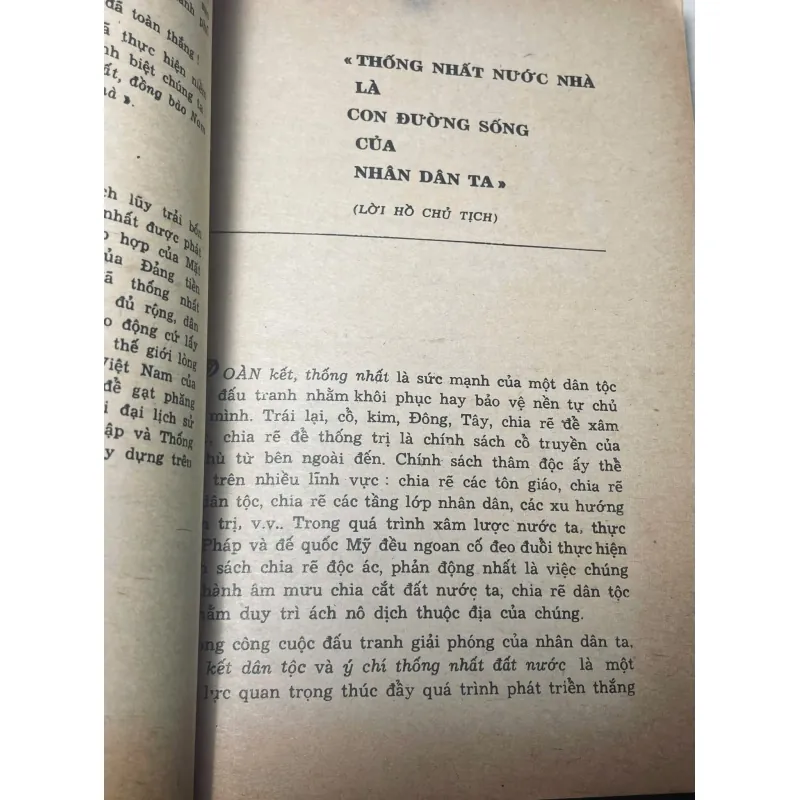 đã toàn thắng!
thực hiện niềm
biệt chúng ta
đồng bào Nam
».
lũy trải bốn
nhất được phát
hợp của Mặt
của Đảng tiền
thống nhất
đủ rộng, dân
động cứ lấy
thế giới lòng
Việt Nam của
gạt phăng
đại lịch sử
lập và Thống
dựng trên
« THỐNG NHẤT NƯỚC NHÀ
LÀ
CON ĐƯỜNG SỐNG
CỦA
NHÂN DÂN TA »
(LỜI HỒ CHỦ TỊCH)
OÀN kết, thống nhất là sức mạnh của một dân tộc
đấu tranh nhằm khôi phục hay bảo vệ nền tự chủ
mình. Trái lại, cổ, kim, Đông, Tây, chia rẽ để xâm
chia rẽ để thống trị là chính sách cổ truyền của
thù từ bên ngoài đến. Chính sách thâm độc ấy thể
trên nhiều lĩnh vực : chia rẽ các tôn giáo, chia rẽ
dân tộc, chia rẽ các tầng lớp nhân dân, các xu hướng
trị, v.v.. Trong quá trình xâm lược nước ta, thực
Pháp và đế quốc Mỹ đều ngoan cố đeo đuổi thực hiện
sách chia rẽ độc ác, phản động nhất là việc chúng
hành âm mưu chia cắt đất nước ta, chia rẽ dân tộc
duy trì ách nô dịch thuộc địa của chúng.
công cuộc đấu tranh giải phóng của nhân dân ta,
kết dân tộc và ý chí thống nhất đất nước là một
lực quan trọng thúc đẩy quá trình phát triển thắng